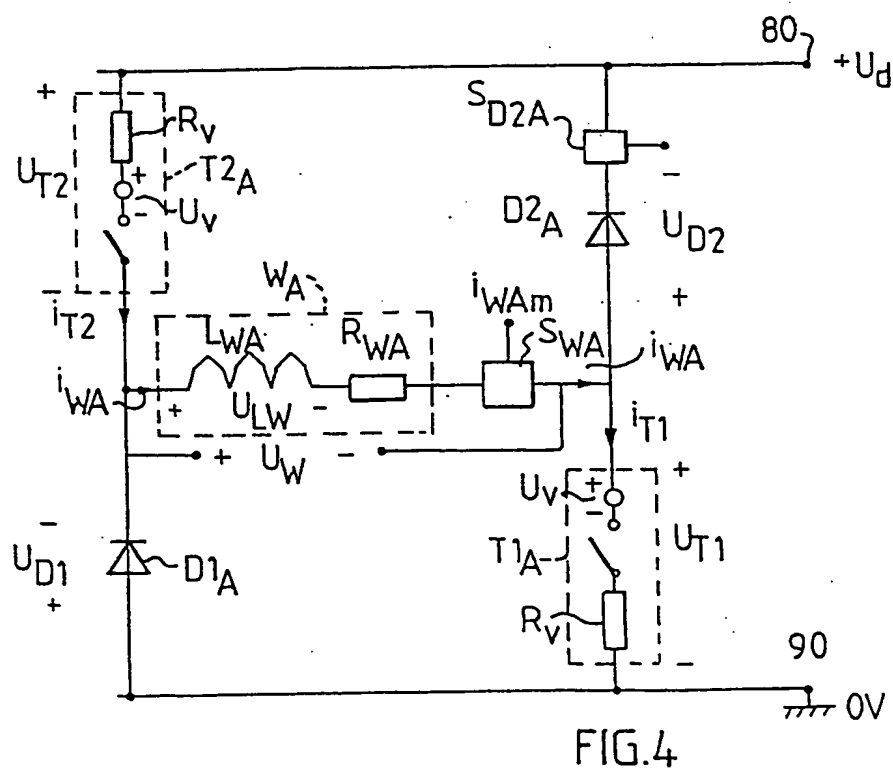 80
+Ud
+
SD2A
Rv
UT2
+
T2A
-
Uv
-
D2A
UD2
-
iT2
WA
+
iWAm
LWA
RWA
SWA
iWA
iWA
+
ULW
-
iT1
+
UW
-
+
Uv
+
-
-
UD1
D1A
T1A
UT1
+
Rv
90
-
0V
FIG.4